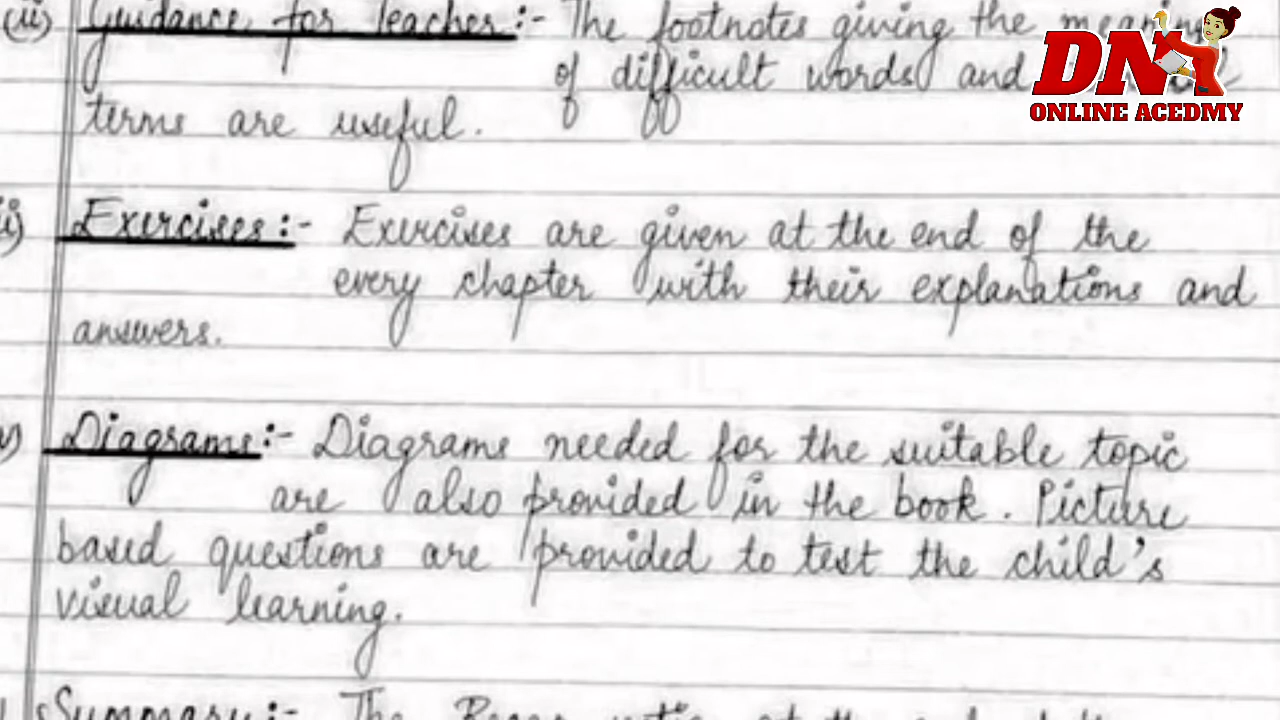 (ii) Guidance for Teacher:- The footnotes giving the meaning
of difficult words and
terms are useful.
Exercises:- Exercises are given at the end of the
every chapter with their explanations and
answers.
Diagrams:- Diagrams needed for the suitable topic
are also provided in the book. Picture
based questions are provided to test the child's
visual learning.
Summary:- The
DN
ONLINE ACEDMY